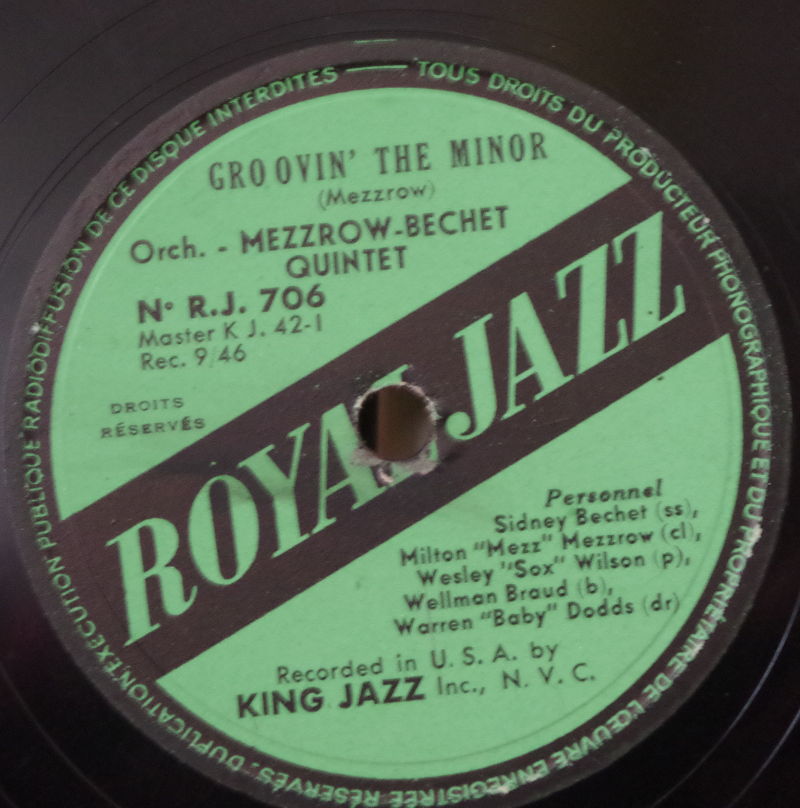 TOUS DROITS DU PRODUCTEUR PHONOGRAPHIQUE ET DU PROPRIÉTAIRE DE L'ŒUVRE ENREGISTRÉE RÉSERVÉS. DUPLICATION, EXÉCUTION PUBLIQUE RADIODIFFUSION DE CE DISQUE INTERDITES
GROOVIN' THE MINOR
(Mezzrow)
Orch. - MEZZROW-BECHET
QUINTET
N° R.J. 706
Master K J. 42-1
Rec. 9/46
DROITS
RÉSERVÉS
ROYAL JAZZ
Personnel
Sidney Bechet (ss),
Milton "Mezz" Mezzrow (cl),
Wesley "Sox" Wilson (p),
Wellman Braud (b),
Warren "Baby" Dodds (dr)
Recorded in U. S. A. by
KING JAZZ Inc., N. V. C.